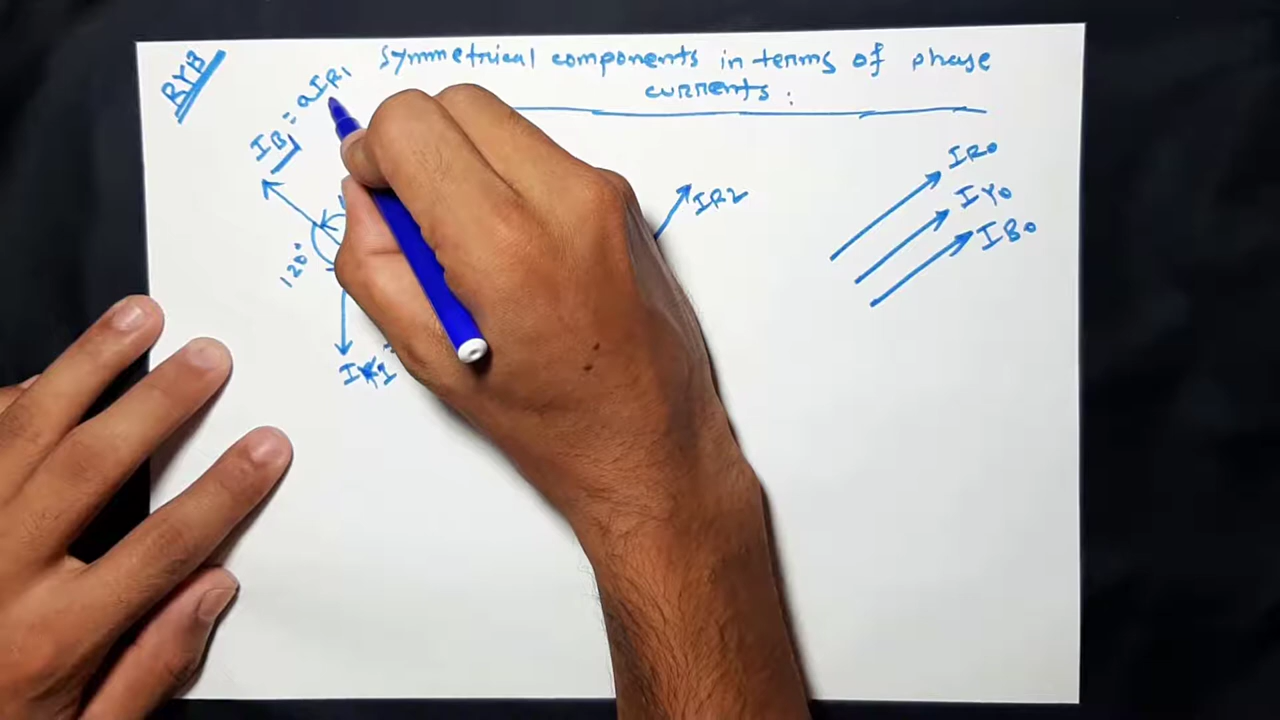 RYB
Symmetrical components in terms of phase
currents :
IB1 = aIR1
IR2
IR0
IY0
IB0
120°